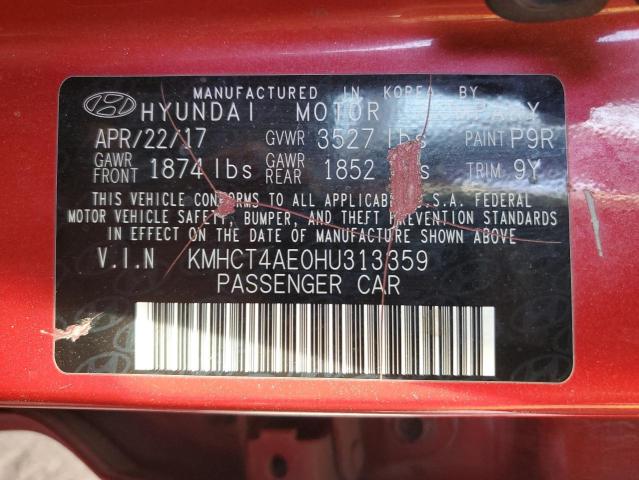 MANUFACTURED IN KOREA BY
HYUNDAI MOTOR PANY
APR/22/17 GVWR 3527 lbs PAINT P9R
GAWR FRONT 1874 lbs GAWR REAR 1852 TRIM 9Y
THIS VEHICLE CONFORMS TO ALL APPLICAB U.S.A. FEDERAL
MOTOR VEHICLE SAFETY, BUMPER, AND THEFT PREVENTION STANDARDS
IN EFFECT ON THE DATE OF MANUFACTURE SHOWN ABOVE
V.I.N KMHCT4AE0HU313359
PASSENGER CAR